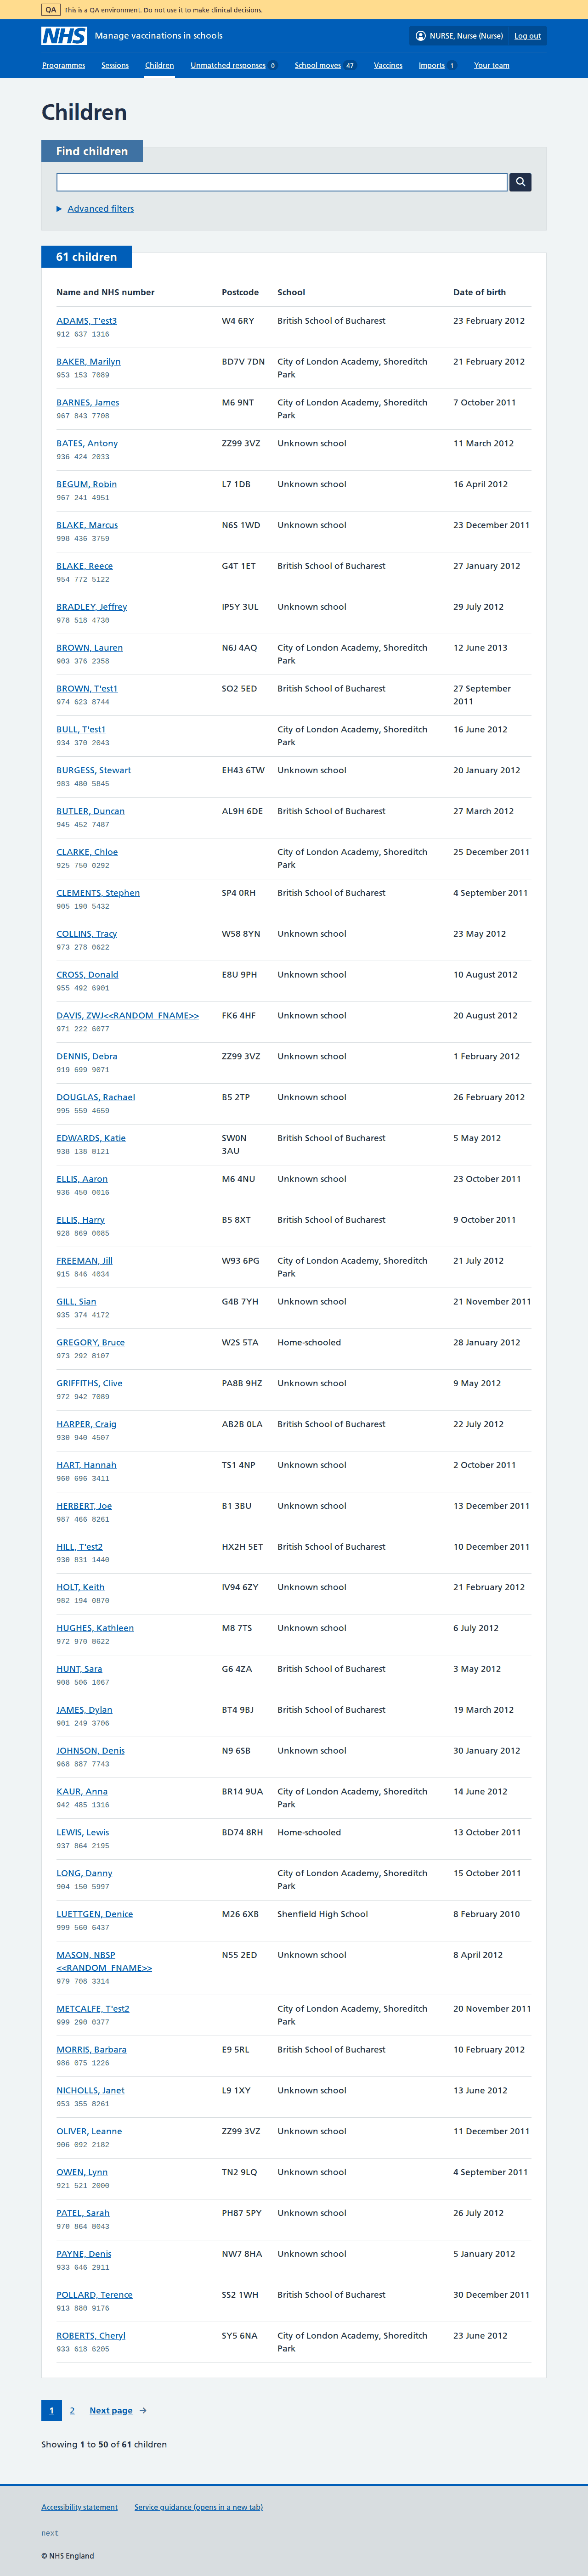 QA This is a QA environment. Do not use it to make clinical decisions.
NHS Manage vaccinations in schools NURSE, Nurse (Nurse) Log out
Programmes Sessions Children Unmatched responses 0 School moves 47 Vaccines Imports 1 Your team
Children
Find children
Advanced filters
61 children
Name and NHS number Postcode School Date of birth
ADAMS, T'est3 W4 6RY British School of Bucharest 23 February 2012
912 637 1316
BAKER, Marilyn BD7V 7DN City of London Academy, Shoreditch 21 February 2012
953 153 7089 Park
BARNES, James M6 9NT City of London Academy, Shoreditch 7 October 2011
967 843 7708 Park
BATES, Antony ZZ99 3VZ Unknown school 11 March 2012
936 424 2033
BEGUM, Robin L7 1DB Unknown school 16 April 2012
967 241 4951
BLAKE, Marcus N6S 1WD Unknown school 23 December 2011
998 436 3759
BLAKE, Reece G4T 1ET British School of Bucharest 27 January 2012
954 772 5122
BRADLEY, Jeffrey IP5Y 3UL Unknown school 29 July 2012
978 518 4730
BROWN, Lauren N6J 4AQ City of London Academy, Shoreditch 12 June 2013
903 376 2358 Park
BROWN, T'est1 SO2 5ED British School of Bucharest 27 September
974 623 8744 2011
BULL, T'est1 City of London Academy, Shoreditch 16 June 2012
934 370 2043 Park
BURGESS, Stewart EH43 6TW Unknown school 20 January 2012
983 480 5845
BUTLER, Duncan AL9H 6DE British School of Bucharest 27 March 2012
945 452 7487
CLARKE, Chloe City of London Academy, Shoreditch 25 December 2011
925 750 0292 Park
CLEMENTS, Stephen SP4 0RH British School of Bucharest 4 September 2011
905 190 5432
COLLINS, Tracy W58 8YN Unknown school 23 May 2012
973 278 0622
CROSS, Donald E8U 9PH Unknown school 10 August 2012
955 492 6901
DAVIS, ZWJ<<RANDOM_FNAME>> FK6 4HF Unknown school 20 August 2012
971 222 6077
DENNIS, Debra ZZ99 3VZ Unknown school 1 February 2012
919 699 9071
DOUGLAS, Rachael B5 2TP Unknown school 26 February 2012
995 559 4659
EDWARDS, Katie SW0N British School of Bucharest 5 May 2012
938 138 8121 3AU
ELLIS, Aaron M6 4NU Unknown school 23 October 2011
936 450 0016
ELLIS, Harry B5 8XT British School of Bucharest 9 October 2011
928 869 0085
FREEMAN, Jill W93 6PG City of London Academy, Shoreditch 21 July 2012
915 846 4034 Park
GILL, Sian G4B 7YH Unknown school 21 November 2011
935 374 4172
GREGORY, Bruce W2S 5TA Home-schooled 28 January 2012
973 292 8107
GRIFFITHS, Clive PA8B 9HZ Unknown school 9 May 2012
972 942 7089
HARPER, Craig AB2B 0LA British School of Bucharest 22 July 2012
930 940 4507
HART, Hannah TS1 4NP Unknown school 2 October 2011
960 696 3411
HERBERT, Joe B1 3BU Unknown school 13 December 2011
987 466 8261
HILL, T'est2 HX2H 5ET British School of Bucharest 10 December 2011
930 831 1440
HOLT, Keith IV94 6ZY Unknown school 21 February 2012
982 194 0870
HUGHES, Kathleen M8 7TS Unknown school 6 July 2012
972 970 8622
HUNT, Sara G6 4ZA British School of Bucharest 3 May 2012
908 506 1067
JAMES, Dylan BT4 9BJ British School of Bucharest 19 March 2012
901 249 3706
JOHNSON, Denis N9 6SB Unknown school 30 January 2012
968 887 7743
KAUR, Anna BR14 9UA City of London Academy, Shoreditch 14 June 2012
942 485 1316 Park
LEWIS, Lewis BD74 8RH Home-schooled 13 October 2011
937 864 2195
LONG, Danny City of London Academy, Shoreditch 15 October 2011
904 150 5997 Park
LUETTGEN, Denice M26 6XB Shenfield High School 8 February 2010
999 560 6437
MASON, NBSP N55 2ED Unknown school 8 April 2012
<<RANDOM_FNAME>>
979 708 3314
METCALFE, T'est2 City of London Academy, Shoreditch 20 November 2011
999 290 0377 Park
MORRIS, Barbara E9 5RL British School of Bucharest 10 February 2012
986 075 1226
NICHOLLS, Janet L9 1XY Unknown school 13 June 2012
953 355 8261
OLIVER, Leanne ZZ99 3VZ Unknown school 11 December 2011
906 092 2182
OWEN, Lynn TN2 9LQ Unknown school 4 September 2011
921 521 2000
PATEL, Sarah PH87 5PY Unknown school 26 July 2012
970 864 8043
PAYNE, Denis NW7 8HA Unknown school 5 January 2012
933 646 2911
POLLARD, Terence SS2 1WH British School of Bucharest 30 December 2011
913 880 9176
ROBERTS, Cheryl SY5 6NA City of London Academy, Shoreditch 23 June 2012
933 618 6205 Park
1 2 Next page →
Showing 1 to 50 of 61 children
Accessibility statement Service guidance (opens in a new tab)
next
© NHS England